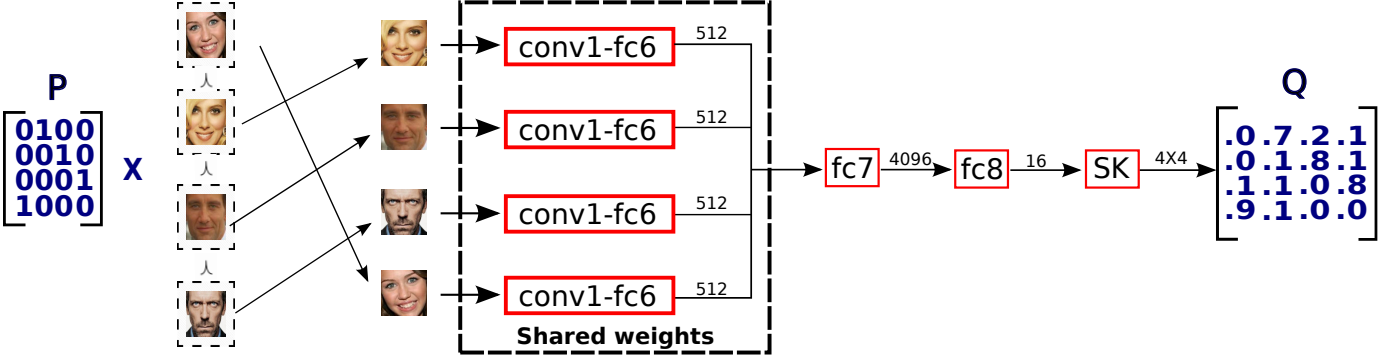 P
0100
0010
0001
1000
X
⋏
⋏
⋏
conv1-fc6
512
conv1-fc6
512
conv1-fc6
512
conv1-fc6
512
Shared weights
fc7
4096
fc8
16
SK
4X4
Q
.0 .7 .2 .1
.0 .1 .8 .1
.1 .1 .0 .8
.9 .1 .0 .0